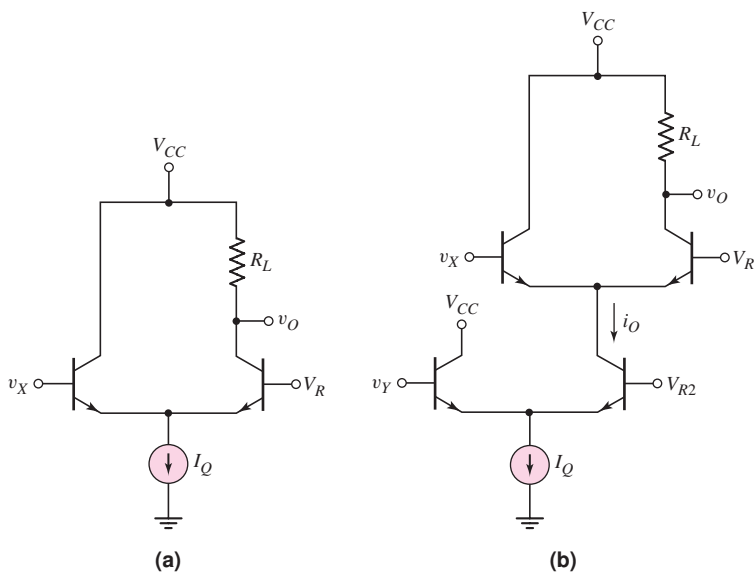 V_CC
R_L
v_O
v_X
V_R
I_Q
(a)
V_CC
R_L
v_O
v_X
V_R
V_CC
i_O
v_Y
V_R2
I_Q
(b)